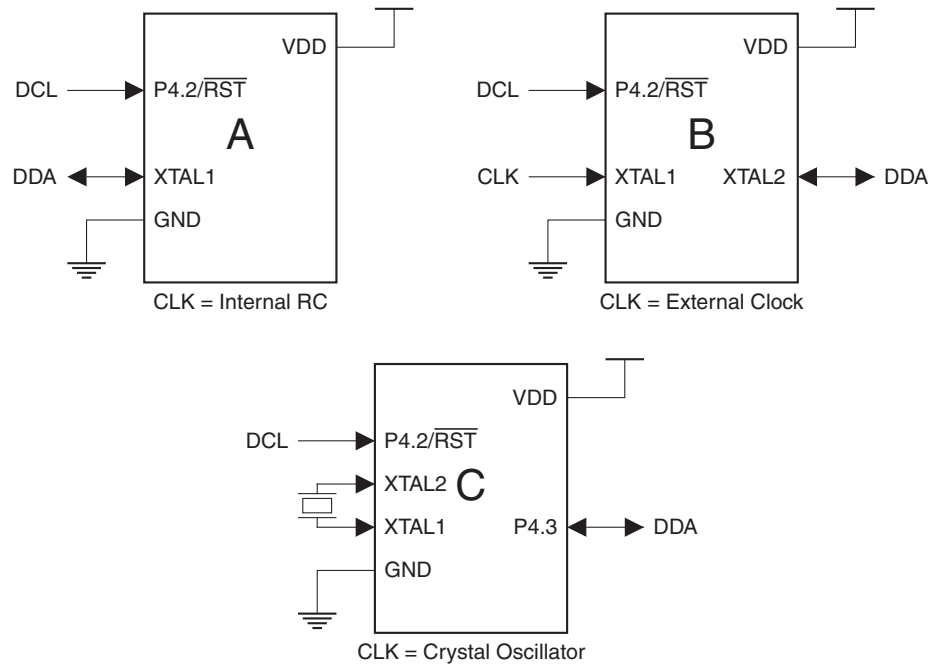 VDD
DCL
P4.2/RST
A
DDA
XTAL1
GND
CLK = Internal RC
VDD
DCL
P4.2/RST
B
CLK
XTAL1
XTAL2
DDA
GND
CLK = External Clock
VDD
DCL
P4.2/RST
XTAL2
C
XTAL1
P4.3
DDA
GND
CLK = Crystal Oscillator